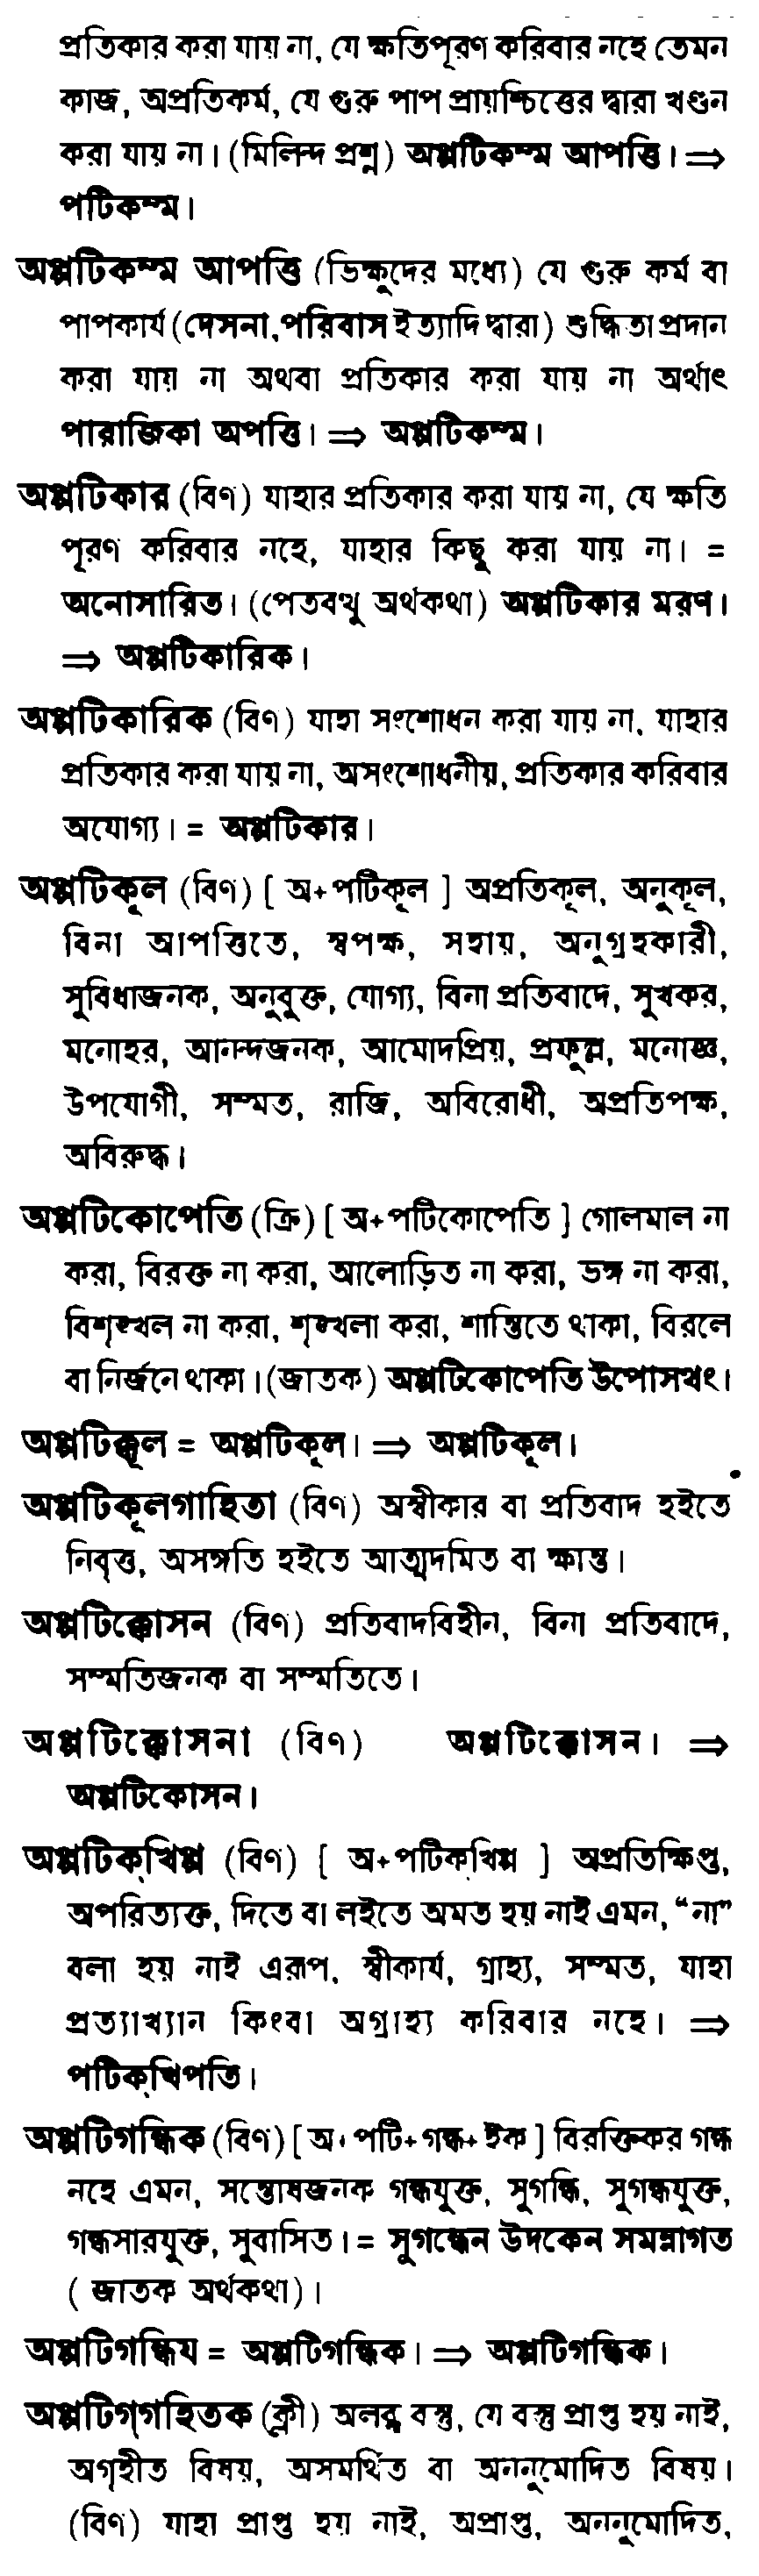 প্রতিকার করা যায় না, যে ক্ষতিপূরণ করিবার নহে তেমন
কাজ, অপ্রতিকর্ম, যে গুরু পাপ প্রায়শ্চিত্তের দ্বারা খণ্ডন
করা যায় না। (মিলিন্দ প্রশ্ন) অপ্পটিকম্ম আপত্তি। ⇒
পটিকম্ম।
অপ্পটিকম্ম আপত্তি (ভিক্ষুদের মধ্যে) যে গুরু কর্ম বা
পাপকার্য (দেসনা, পরিবাস ইত্যাদি দ্বারা) শুদ্ধিতা প্রদান
করা যায় না অথবা প্রতিকার করা যায় না অর্থাৎ
পারাজিকা অপত্তি। ⇒ অপ্পটিকম্ম।
অপ্পটিকার (বিণ) যাহার প্রতিকার করা যায় না, যে ক্ষতি
পূরণ করিবার নহে, যাহার কিছু করা যায় না। =
অনোসারিত। (পেতবত্থু অর্থকথা) অপ্পটিকার মরণ।
⇒ অপ্পটিকারিক।
অপ্পটিকারিক (বিণ) যাহা সংশোধন করা যায় না, যাহার
প্রতিকার করা যায় না, অসংশোধনীয়, প্রতিকার করিবার
অযোগ্য। = অপ্পটিকার।
অপ্পটিকূল (বিণ) [ অ+পটিকূল ] অপ্রতিকূল, অনুকূল,
বিনা আপত্তিতে, স্বপক্ষ, সহায়, অনুগ্রহকারী,
সুবিধাজনক, অনুবুক্ত, যোগ্য, বিনা প্রতিবাদে, সুখকর,
মনোহর, আনন্দজনক, আমোদপ্রিয়, প্রফুল্ল, মনোজ্ঞ,
উপযোগী, সম্মত, রাজি, অবিরোধী, অপ্রতিপক্ষ,
অবিরুদ্ধ।
অপ্পটিকোপেতি (ক্রি) [ অ+পটিকোপেতি ] গোলমাল না
করা, বিরক্ত না করা, আলোড়িত না করা, ভঙ্গ না করা,
বিশৃঙ্খল না করা, শৃঙ্খলা করা, শান্তিতে থাকা, বিরলে
বা নির্জনে থাকা। (জাতক) অপ্পটিকোপেতি উপোসথং।
অপ্পটিক্কূল = অপ্পটিকূল। ⇒ অপ্পটিকূল।
অপ্পটিকূলগাহিতা (বিণ) অস্বীকার বা প্রতিবাদ হইতে
নিবৃত্ত, অসঙ্গতি হইতে আত্মদমিত বা ক্ষান্ত।
অপ্পটিক্কোসন (বিণ) প্রতিবাদবিহীন, বিনা প্রতিবাদে,
সম্মতিজনক বা সম্মতিতে।
অপ্পটিক্কোসনা (বিণ) অপ্পটিক্কোসন। ⇒
অপ্পটিকোসন।
অপ্পটিক্‌খিপ্প (বিণ) [ অ+পটিক্‌খিপ্প ] অপ্রতিক্ষিপ্ত,
অপরিত্যক্ত, দিতে বা লইতে অমত হয় নাই এমন, “না”
বলা হয় নাই এরূপ, স্বীকার্য, গ্রাহ্য, সম্মত, যাহা
প্রত্যাখ্যান কিংবা অগ্রাহ্য করিবার নহে। ⇒
পটিক্‌খিপতি।
অপ্পটিগন্ধিক (বিণ) [ অ+পটি+গন্ধ+ইক ] বিরক্তিকর গন্ধ
নহে এমন, সন্তোষজনক গন্ধযুক্ত, সুগন্ধি, সুগন্ধযুক্ত,
গন্ধসারযুক্ত, সুবাসিত। = সুগন্ধেন উদকেন সমন্নাগত
( জাতক অর্থকথা)।
অপ্পটিগন্ধিয = অপ্পটিগন্ধিক। ⇒ অপ্পটিগন্ধিক।
অপ্পটিগ্‌গহিতক (ক্লী) অলব্ধ বস্তু, যে বস্তু প্রাপ্ত হয় নাই,
অগৃহীত বিষয়, অসমর্থিত বা অননুমোদিত বিষয়।
(বিণ) যাহা প্রাপ্ত হয় নাই, অপ্রাপ্ত, অননুমোদিত,